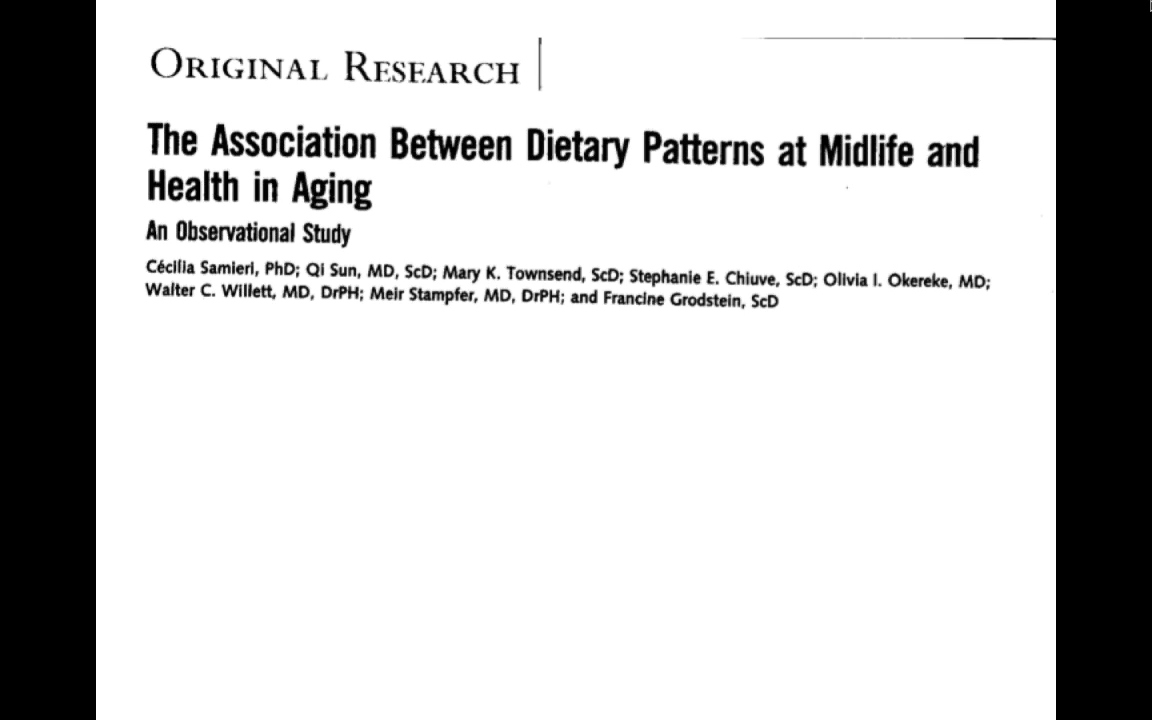 ORIGINAL RESEARCH
The Association Between Dietary Patterns at Midlife and
Health in Aging
An Observational Study
Cécilia Samieri, PhD; Qi Sun, MD, ScD; Mary K. Townsend, ScD; Stephanie E. Chiuve, ScD; Olivia I. Okereke, MD;
Walter C. Willett, MD, DrPH; Meir Stampfer, MD, DrPH; and Francine Grodstein, ScD